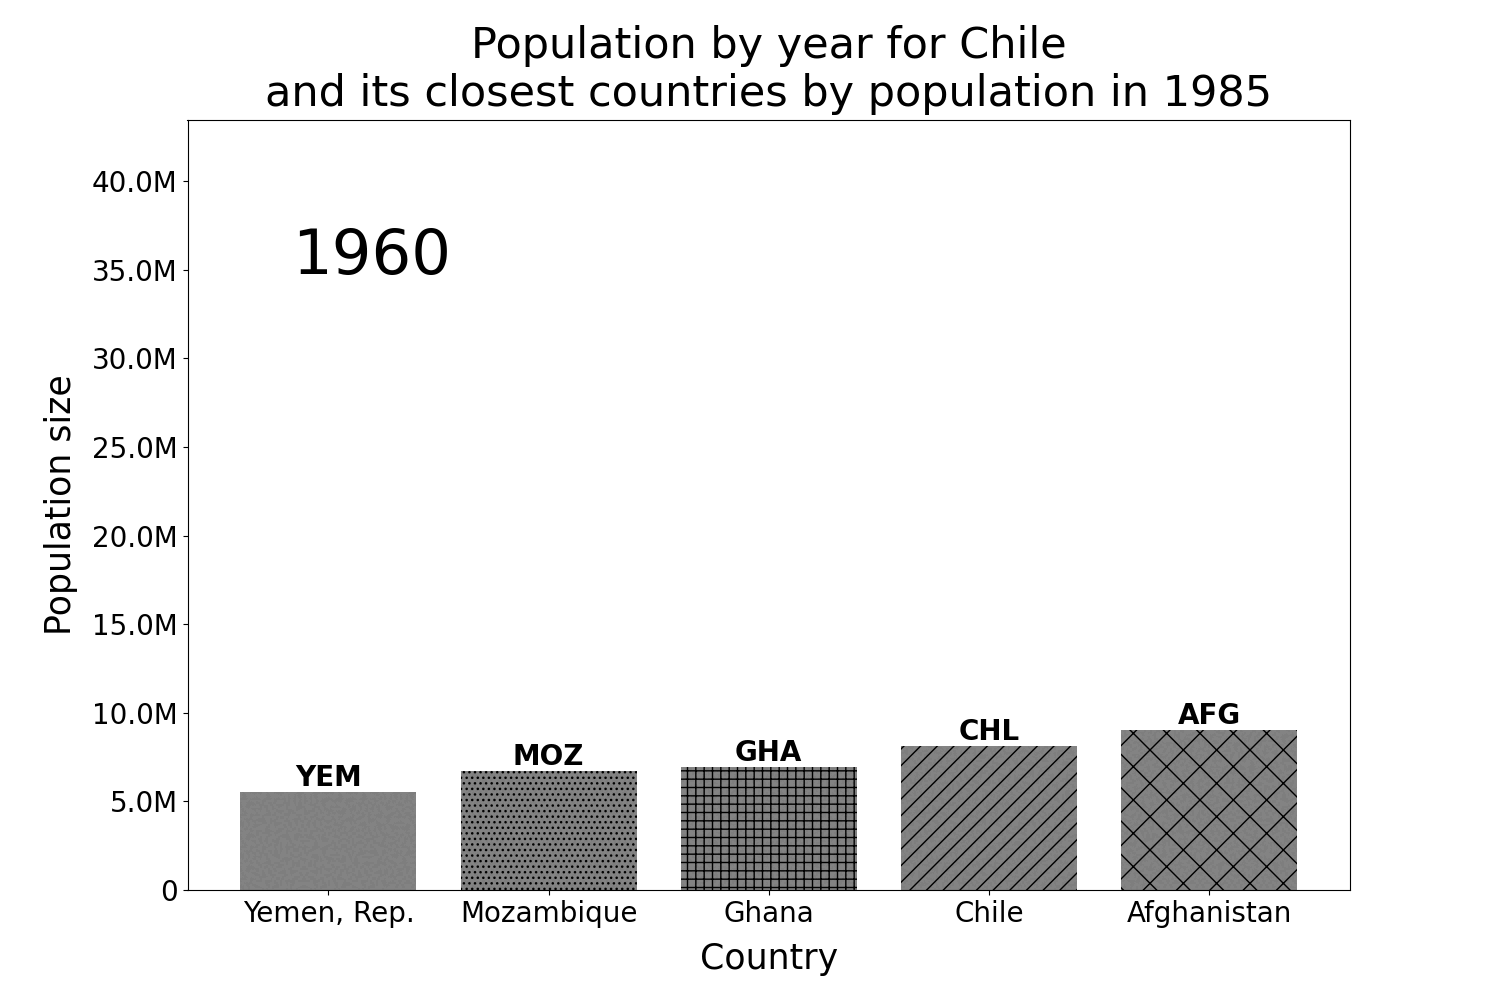 Population by year for Chile
and its closest countries by population in 1985
40.0M
35.0M
30.0M
25.0M
20.0M
15.0M
10.0M
5.0M
0
Population size
1960
YEM
MOZ
GHA
CHL
AFG
Yemen, Rep.
Mozambique
Ghana
Chile
Afghanistan
Country